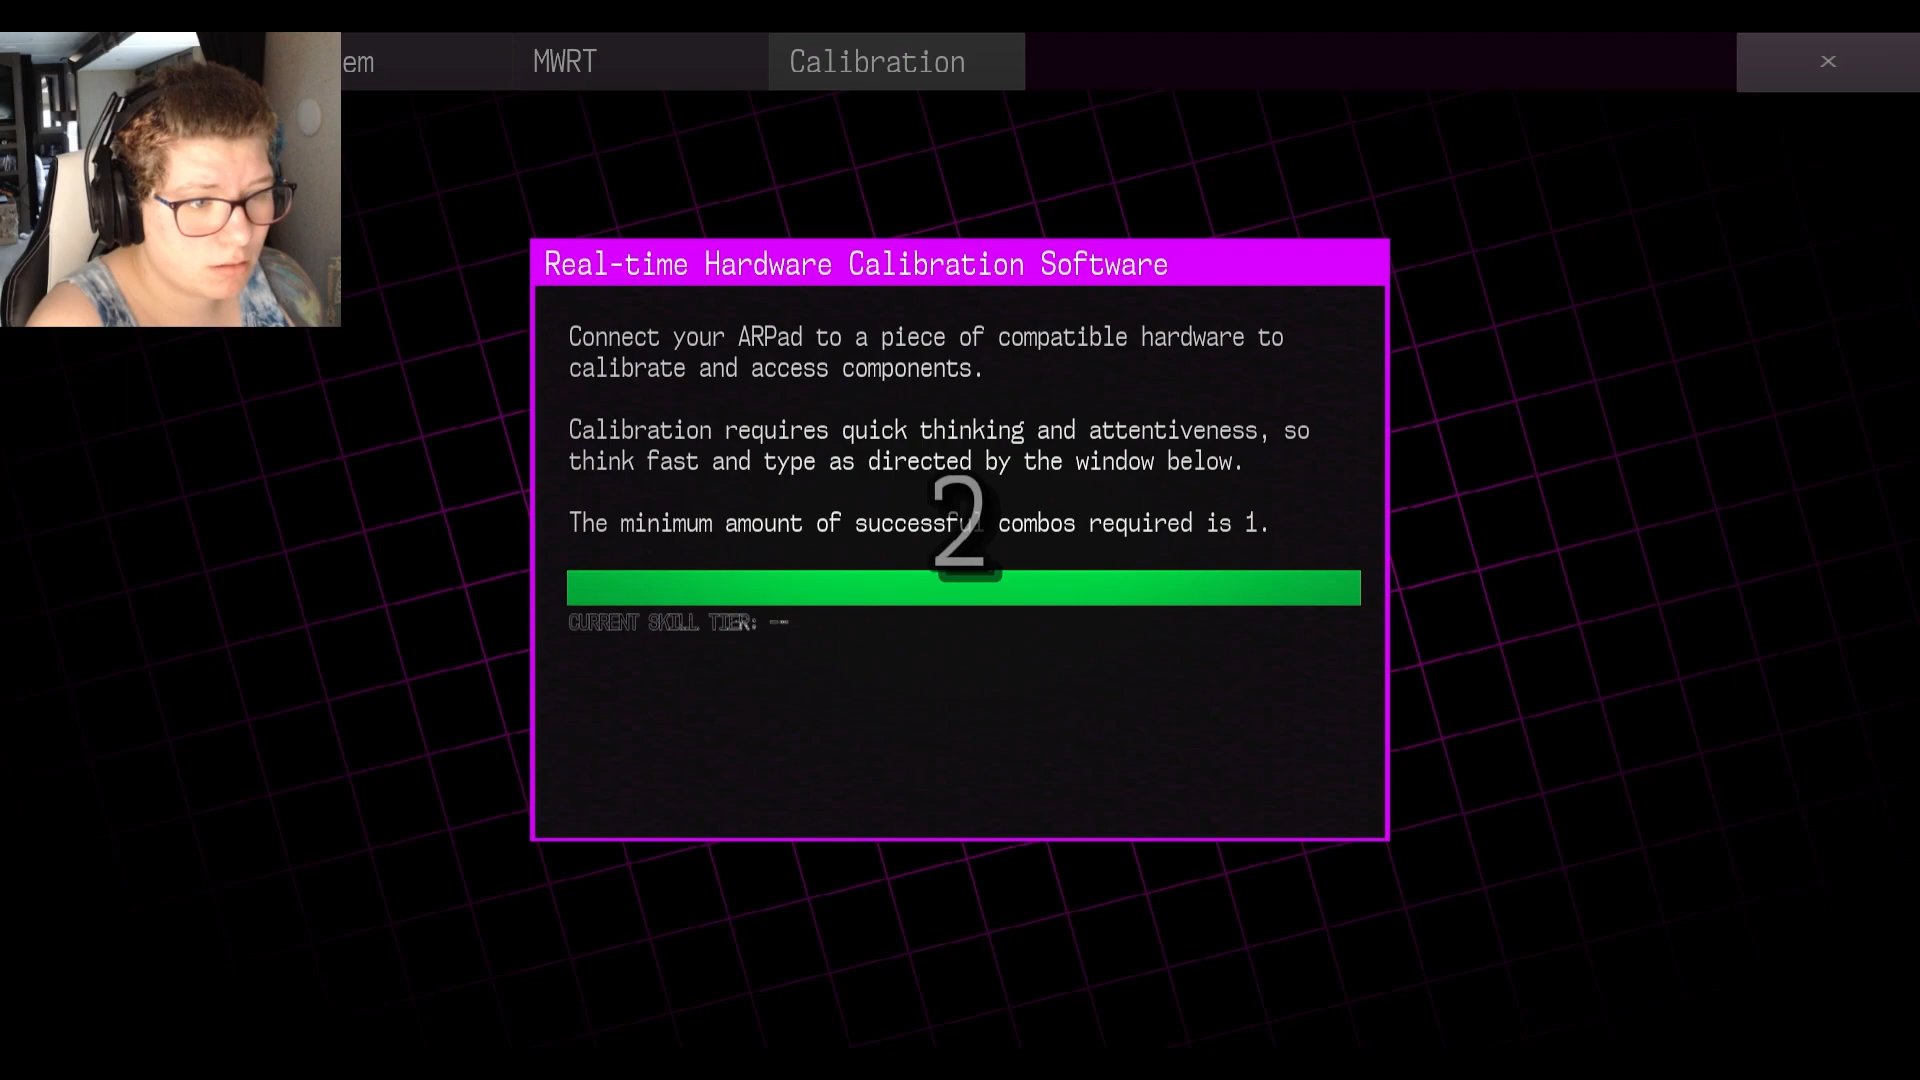 em
MWRT
Calibration
×
Real-time Hardware Calibration Software
Connect your ARPad to a piece of compatible hardware to
calibrate and access components.
Calibration requires quick thinking and attentiveness, so
think fast and type as directed by the window below.
The minimum amount of successful combos required is 1.
2
CURRENT SKILL TIER: --